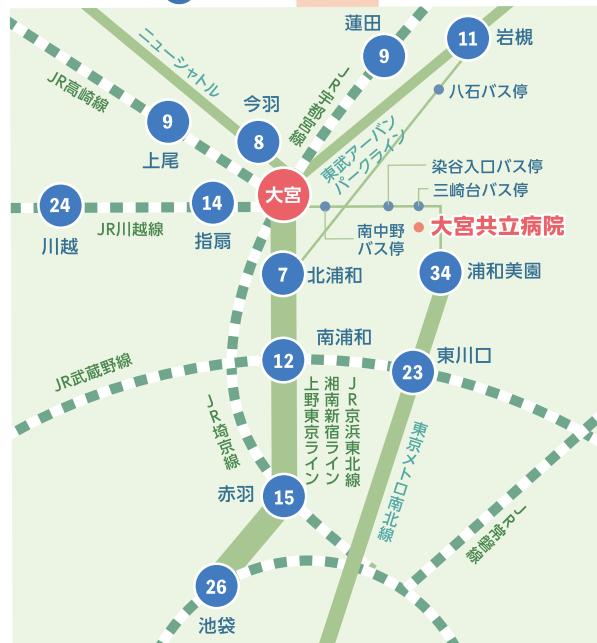 蓮田
9
11
岩槻
ニューシャトル
JR高崎線
JR宇都宮線
八石バス停
今羽
9
8
上尾
東武アーバン
パークライン
染谷入口バス停
三崎台バス停
大宮
24
14
JR川越線
川越
指扇
南中野
バス停
大宮共立病院
7
北浦和
34
浦和美園
南浦和
12
東川口
23
JR武蔵野線
JR埼京線
JR京浜東北線
湘南新宿ライン
上野東京ライン
東京メトロ南北線
赤羽
15
JR常磐線
26
池袋